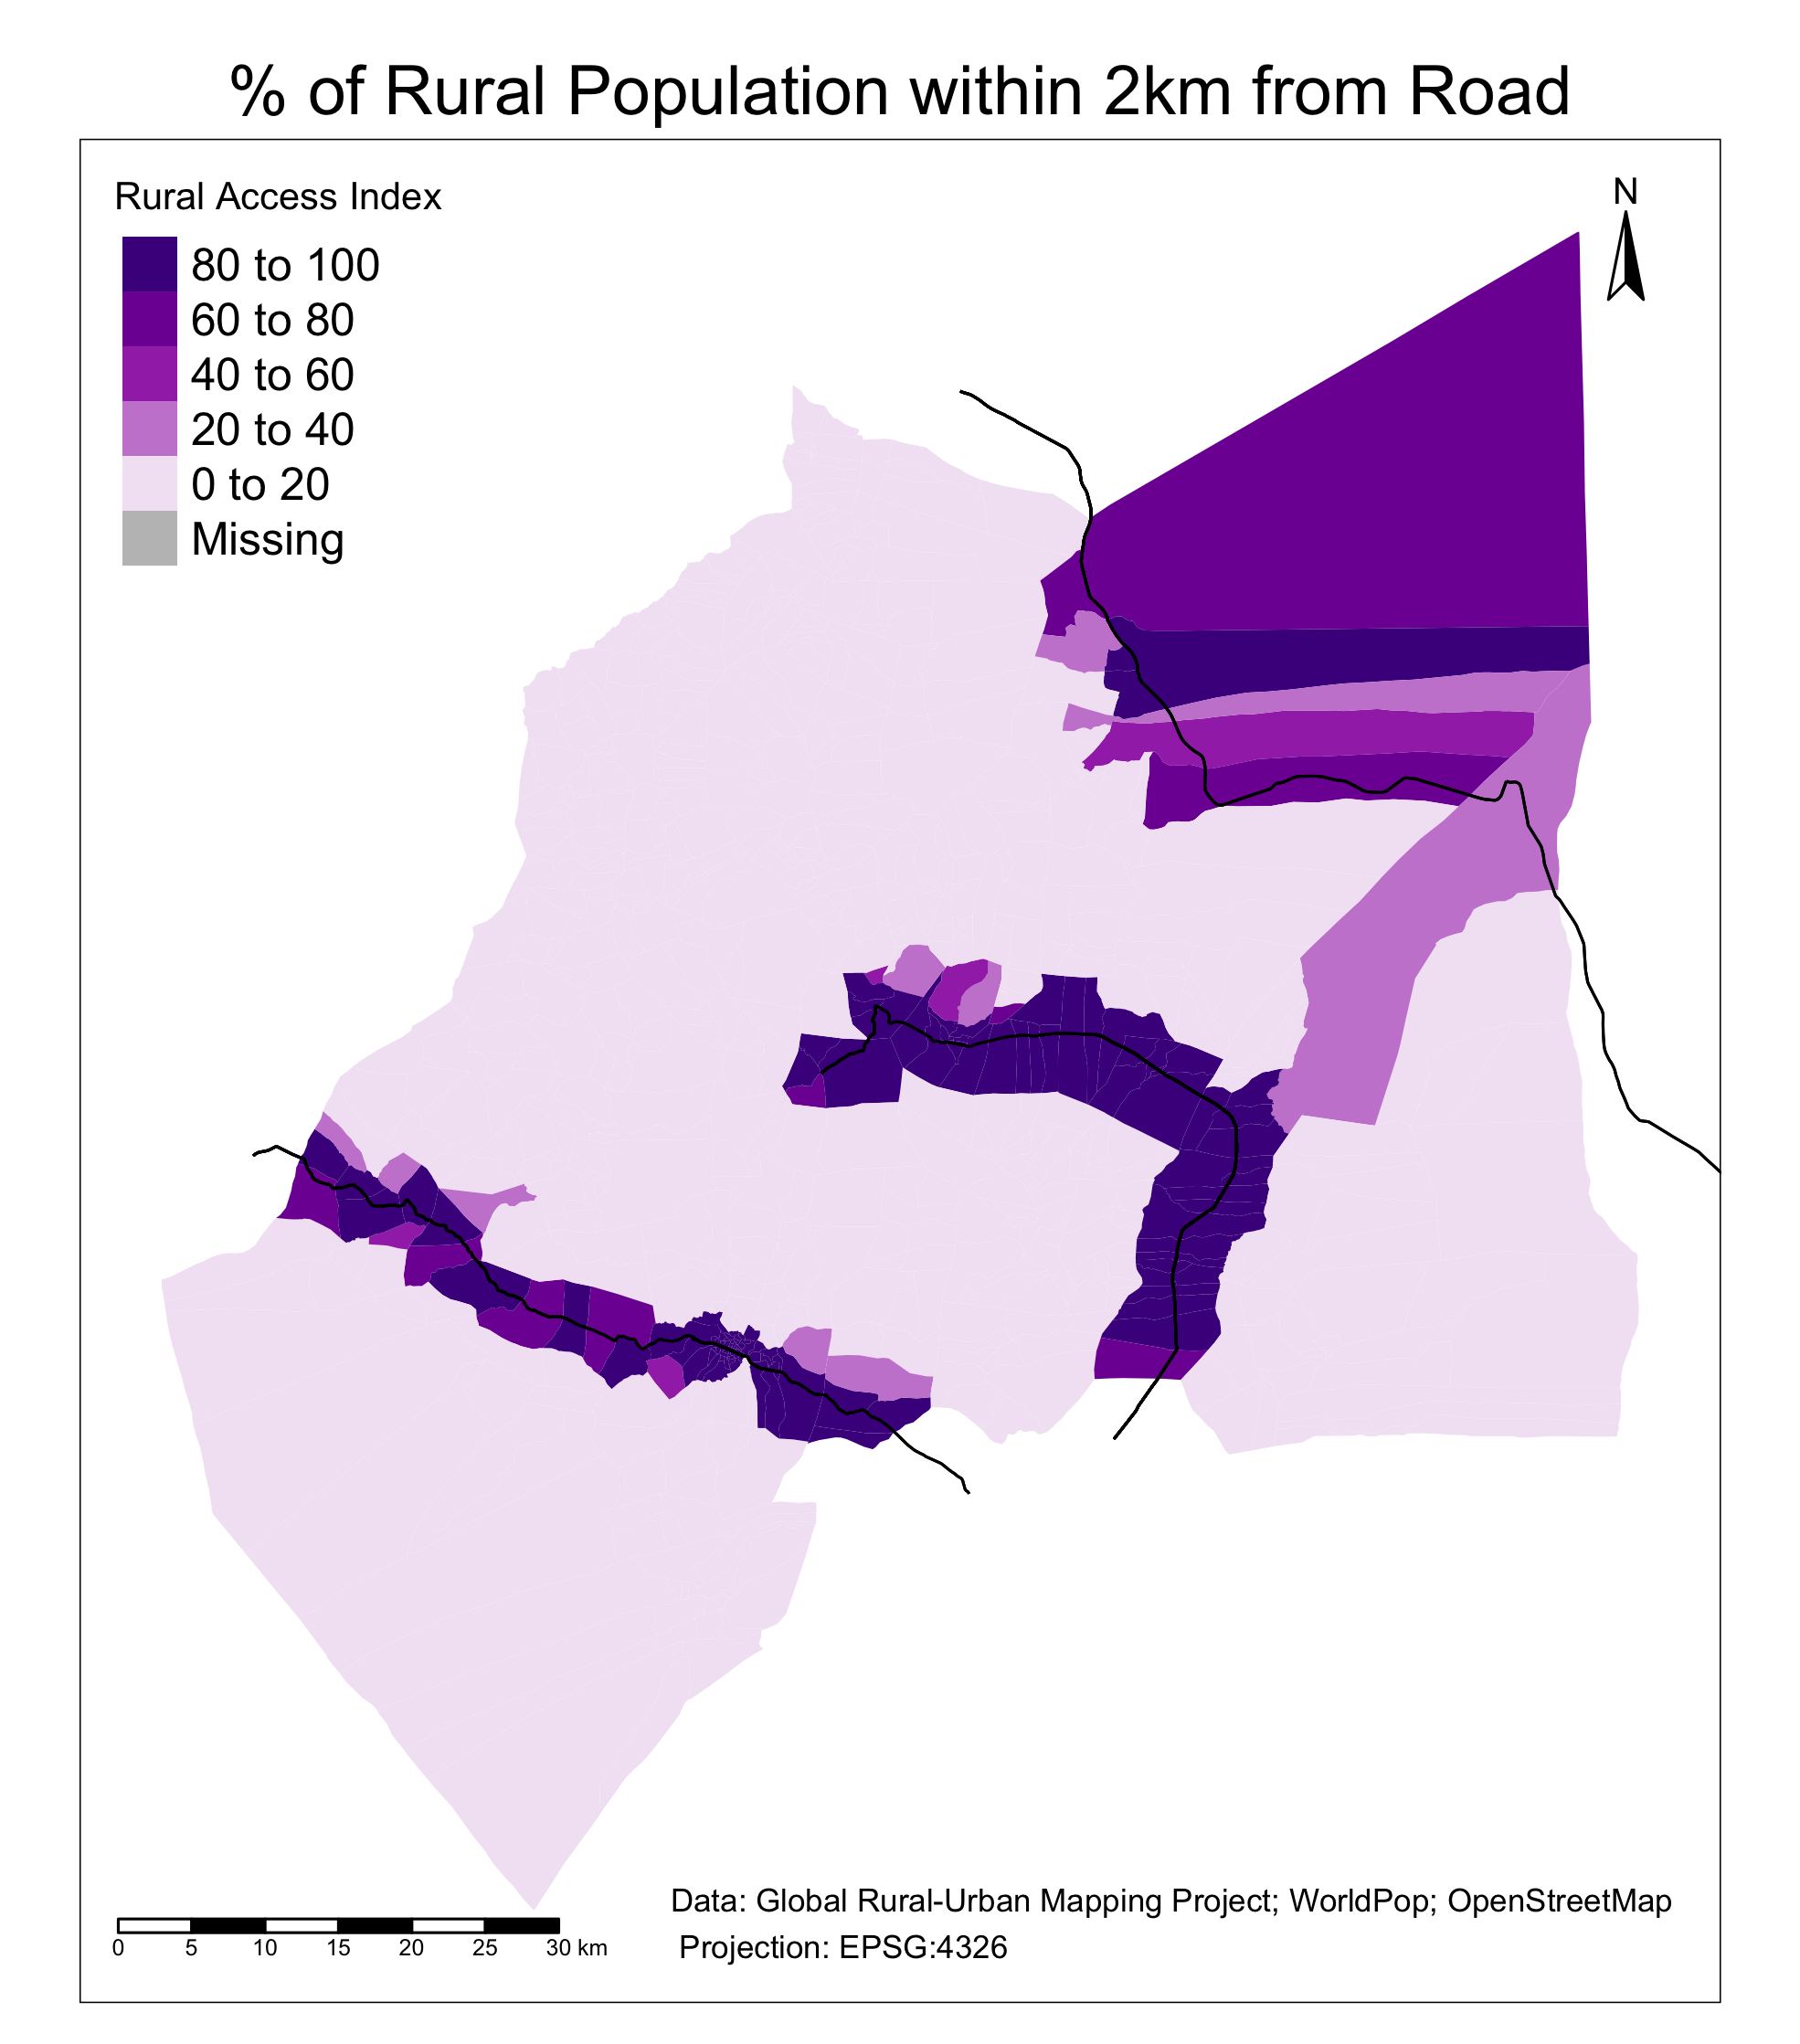 % of Rural Population within 2km from Road
Rural Access Index
N
80 to 100
60 to 80
40 to 60
20 to 40
0 to 20
Missing
Data: Global Rural-Urban Mapping Project; WorldPop; OpenStreetMap
Projection: EPSG:4326
0 5 10 15 20 25 30 km